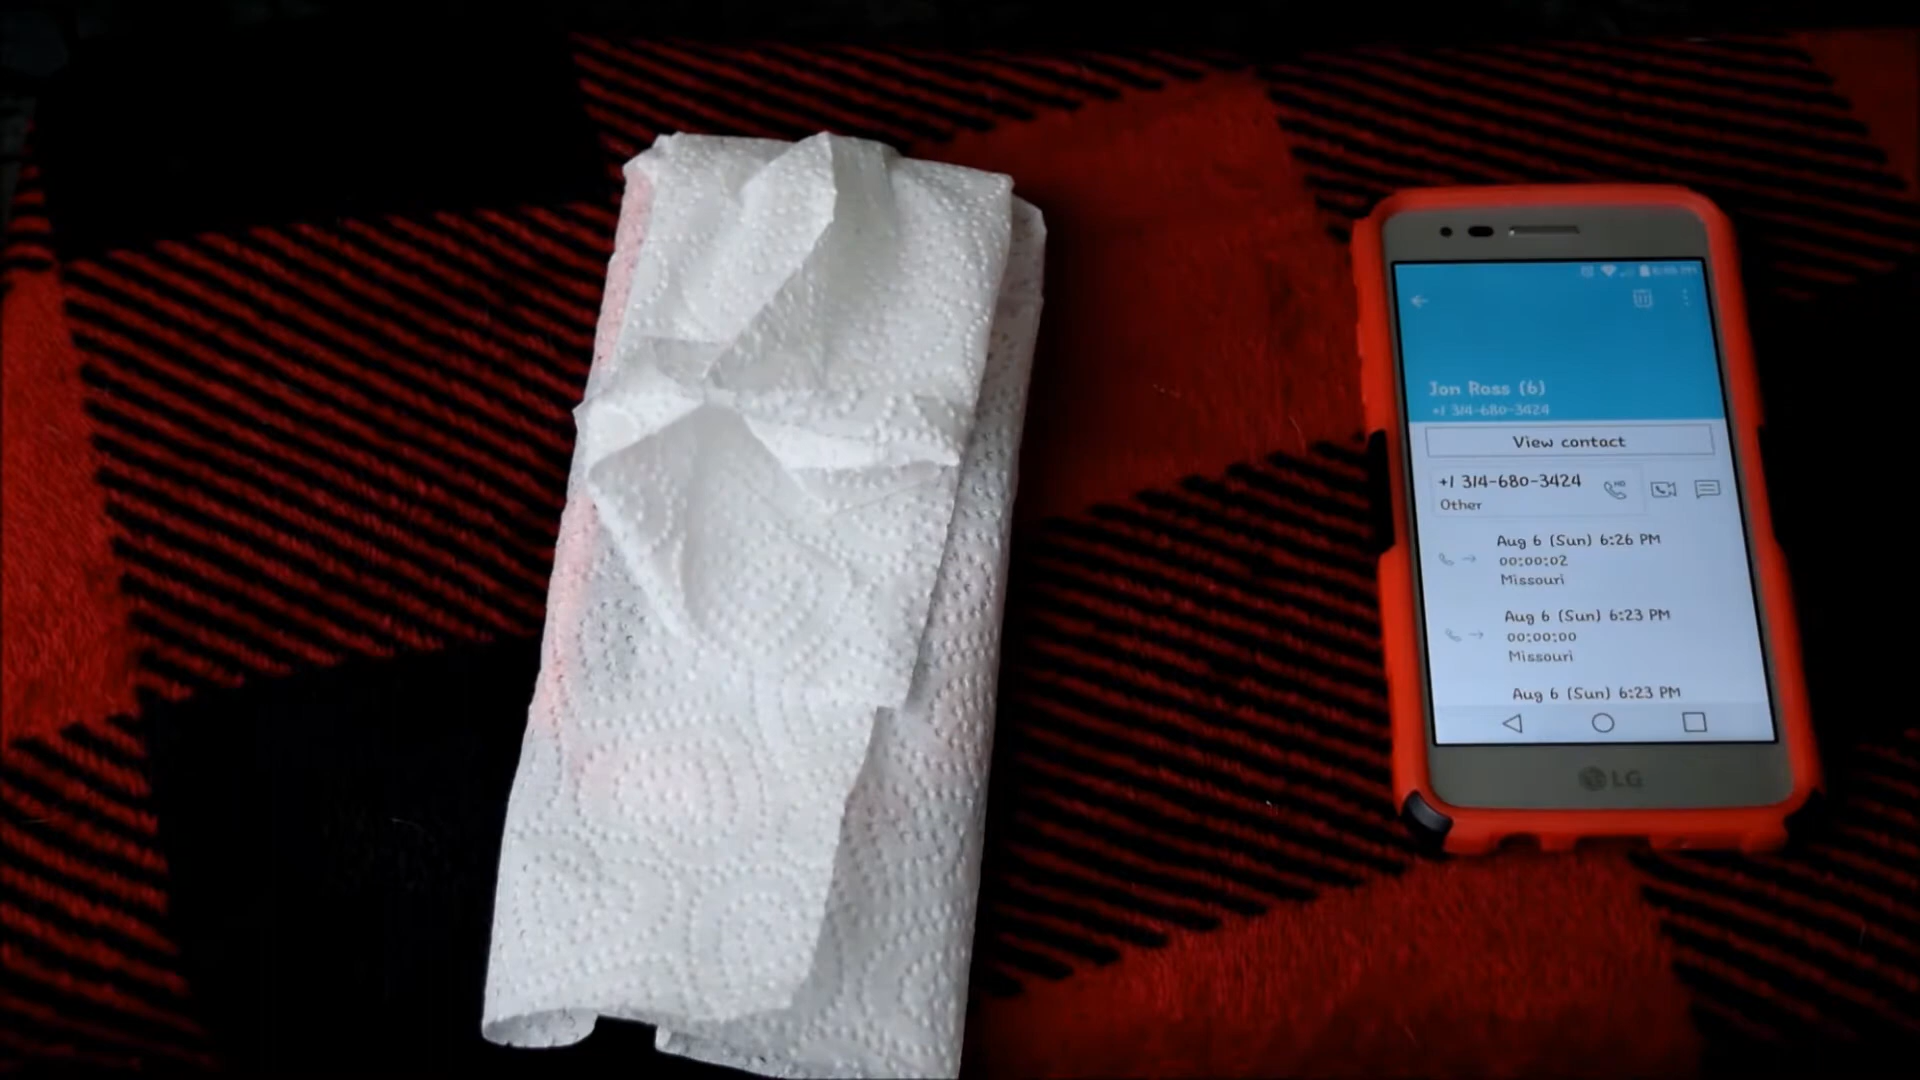 Jon Ross (6)
+1 314-680-3424
View contact
+1 314-680-3424
HD
Other
Aug 6 (Sun) 6:26 PM
00:00:02
Missouri
Aug 6 (Sun) 6:23 PM
00:00:00
Missouri
Aug 6 (Sun) 6:23 PM
LG